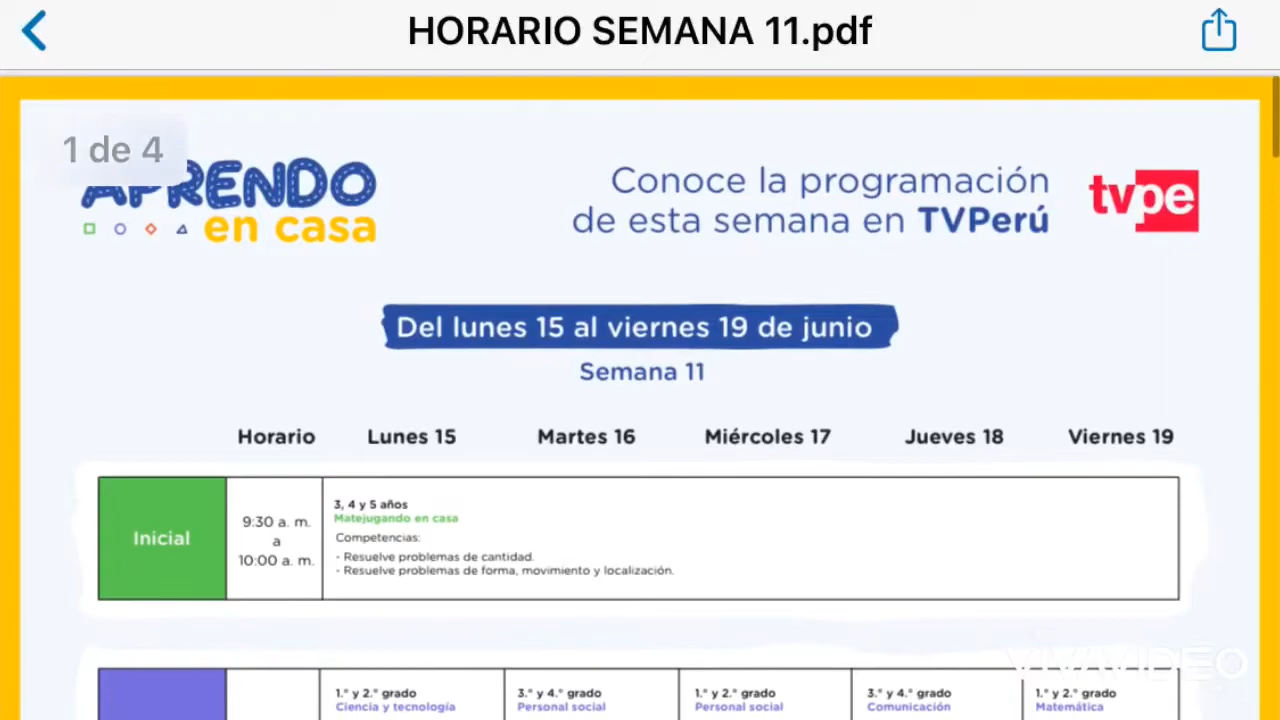 HORARIO SEMANA 11.pdf
1 de 4
APRENDO
en casa
Conoce la programación
de esta semana en TVPerú
tvpe
Del lunes 15 al viernes 19 de junio
Semana 11
Horario Lunes 15 Martes 16 Miércoles 17 Jueves 18 Viernes 19
Inicial
9:30 a. m.
a
10:00 a. m.
3, 4 y 5 años
Matejugando en casa
Competencias:
- Resuelve problemas de cantidad.
- Resuelve problemas de forma, movimiento y localización.
1.° y 2.° grado 3.° y 4.° grado 1.° y 2.° grado 3.° y 4.° grado 1.° y 2.° grado
Ciencia y tecnología Personal social Personal social Comunicación Matemática
VIVAVIDEO